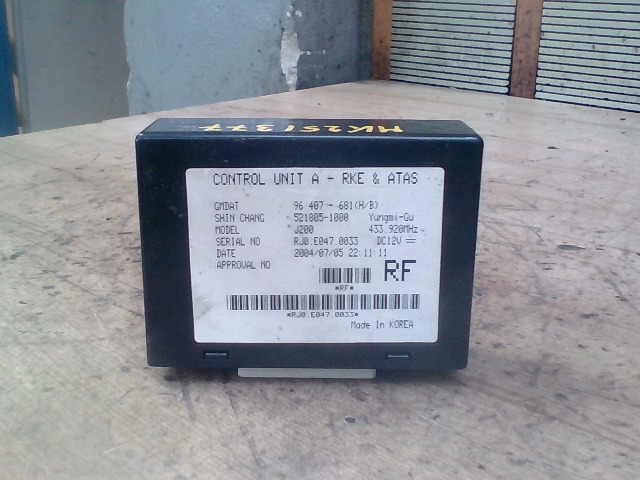 MK251377
CONTROL UNIT A - RKE & ATAS
GMDAT 96 407 - 681(H/B)
SHIN CHANG 521805-1000 Yungmi-Gu
MODEL J200 433.920MHz
SERIAL NO RJ0.E047.0033 DC12V
DATE 2004/07/05 22:11:11
APPROVAL NO
RF
*RF*
*RJ0.E047.0033*
Made In KOREA